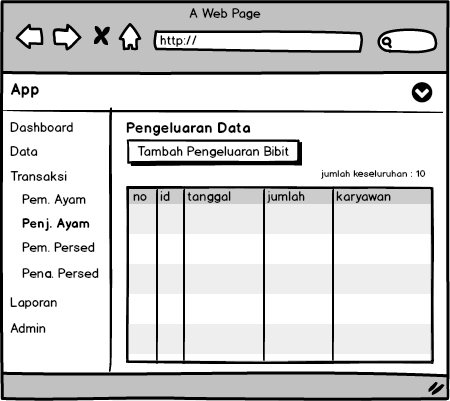 A Web Page
http://
App
Dashboard
Data
Transaksi
Pem. Ayam
Penj. Ayam
Pem. Persed
Peng. Persed
Laporan
Admin
Pengeluaran Data
Tambah Pengeluaran Bibit
jumlah keseluruhan : 10
no id tanggal jumlah karyawan